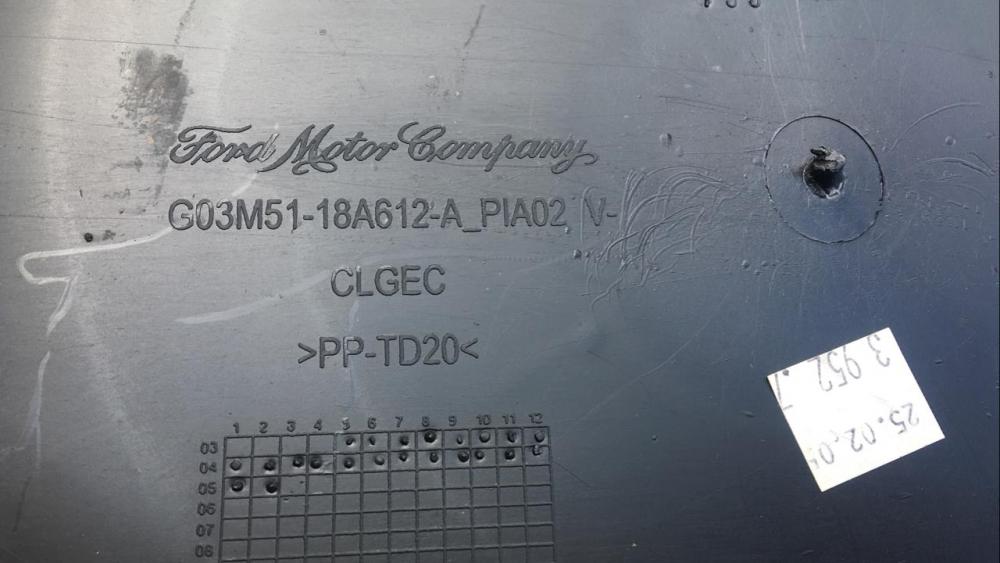 Ford Motor Company
G03M51-18A612-A_PIA02 V-
CLGEC
>PP-TD20<
1 2 3 4 5 6 7 8 9 10 11 12
03
04
05
06
07
08
3 952
25.02.05